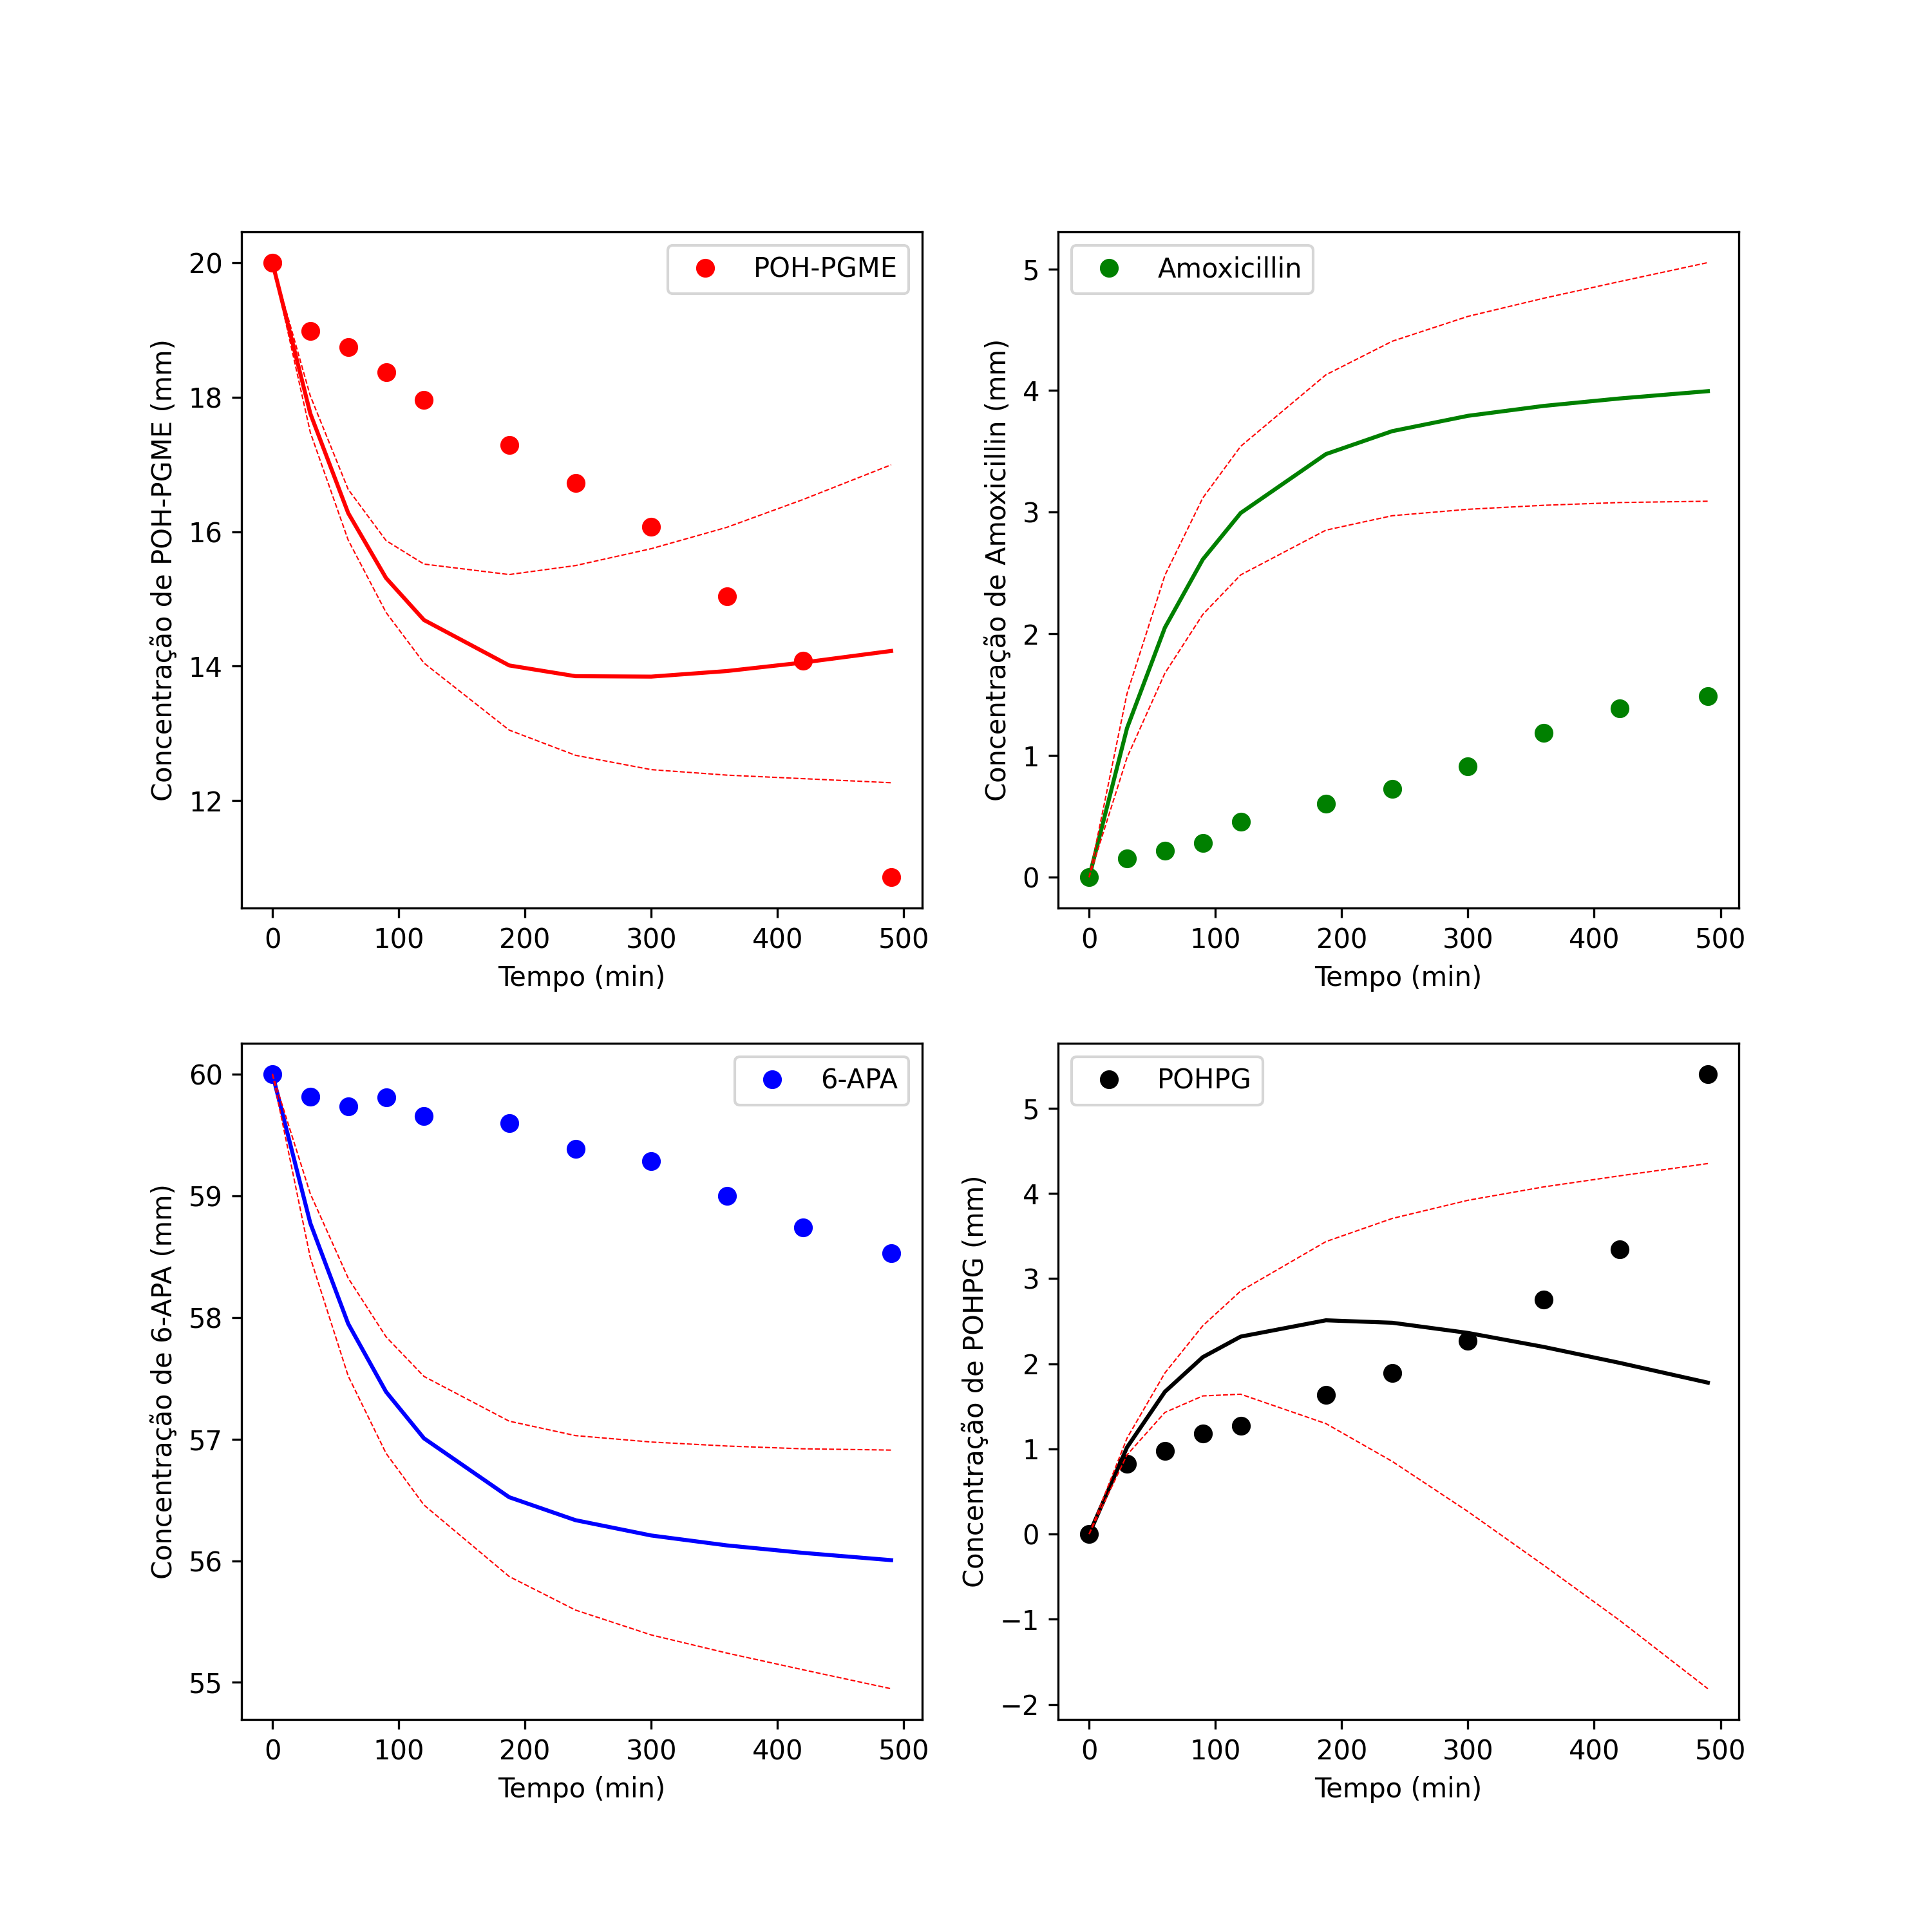 POH-PGME
Concentração de POH-PGME (mm)
20
18
16
14
12
0 100 200 300 400 500
Tempo (min)
Amoxicillin
Concentração de Amoxicillin (mm)
5
4
3
2
1
0
0 100 200 300 400 500
Tempo (min)
6-APA
Concentração de 6-APA (mm)
60
59
58
57
56
55
0 100 200 300 400 500
Tempo (min)
POHPG
Concentração de POHPG (mm)
5
4
3
2
1
0
−1
−2
0 100 200 300 400 500
Tempo (min)